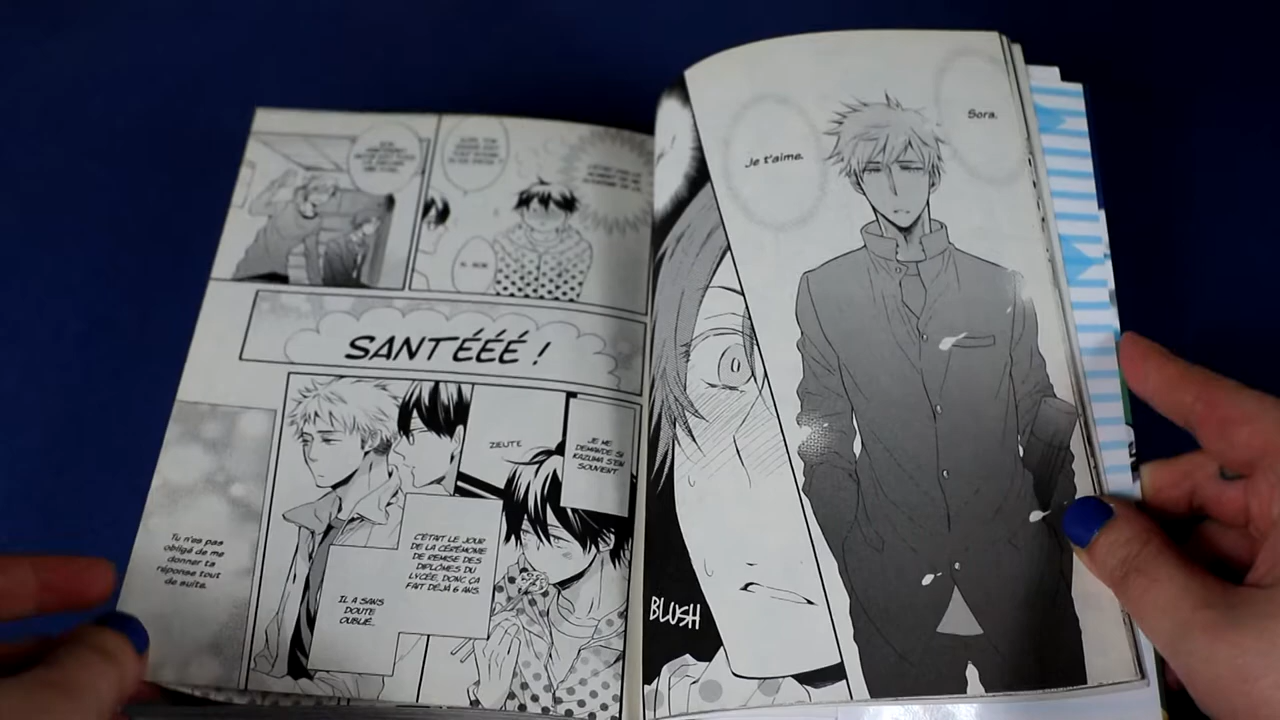 Sora.
Je t'aime.
BLUSH
SANTÉÉÉ !
JE ME
DEMANDE SI
KAZUMA S'EN
SOUVIENT.
ZIEUTE
C'ÉTAIT LE JOUR
DE LA CÉRÉMONIE
DE REMISE DES
DIPLÔMES DU
LYCÉE, DONC ÇA
FAIT DÉJÀ 6 ANS.
IL A SANS
DOUTE
OUBLIÉ...
Tu n'es pas
obligé de me
donner ta
réponse tout
de suite.